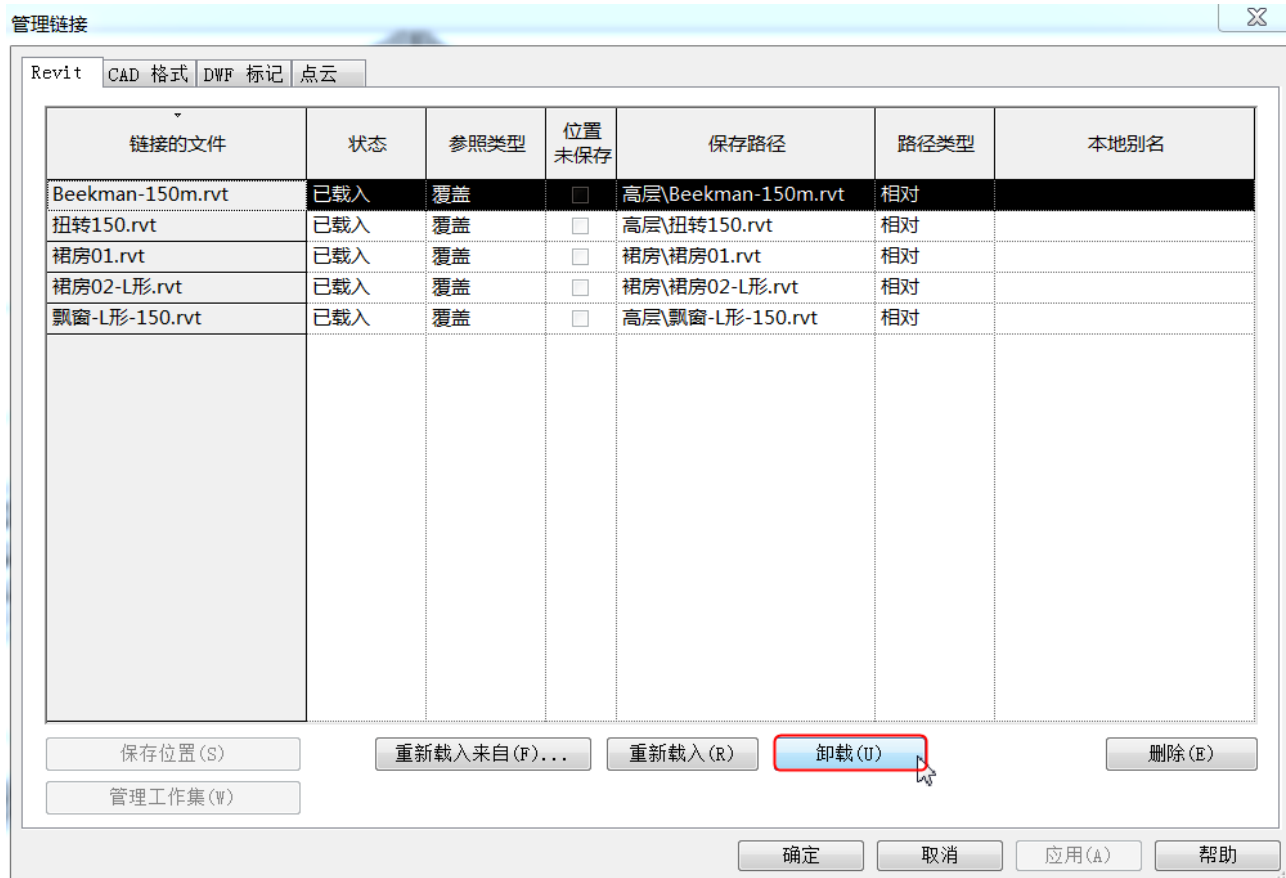 管理链接
Revit CAD 格式 DWF 标记 点云
链接的文件 状态 参照类型 位置未保存 保存路径 路径类型 本地别名
Beekman-150m.rvt 已载入 覆盖 高层\Beekman-150m.rvt 相对
扭转150.rvt 已载入 覆盖 高层\扭转150.rvt 相对
裙房01.rvt 已载入 覆盖 裙房\裙房01.rvt 相对
裙房02-L形.rvt 已载入 覆盖 裙房\裙房02-L形.rvt 相对
飘窗-L形-150.rvt 已载入 覆盖 高层\飘窗-L形-150.rvt 相对
保存位置(S) 重新载入来自(F)... 重新载入(R) 卸载(U) 删除(E)
管理工作集(W)
确定 取消 应用(A) 帮助